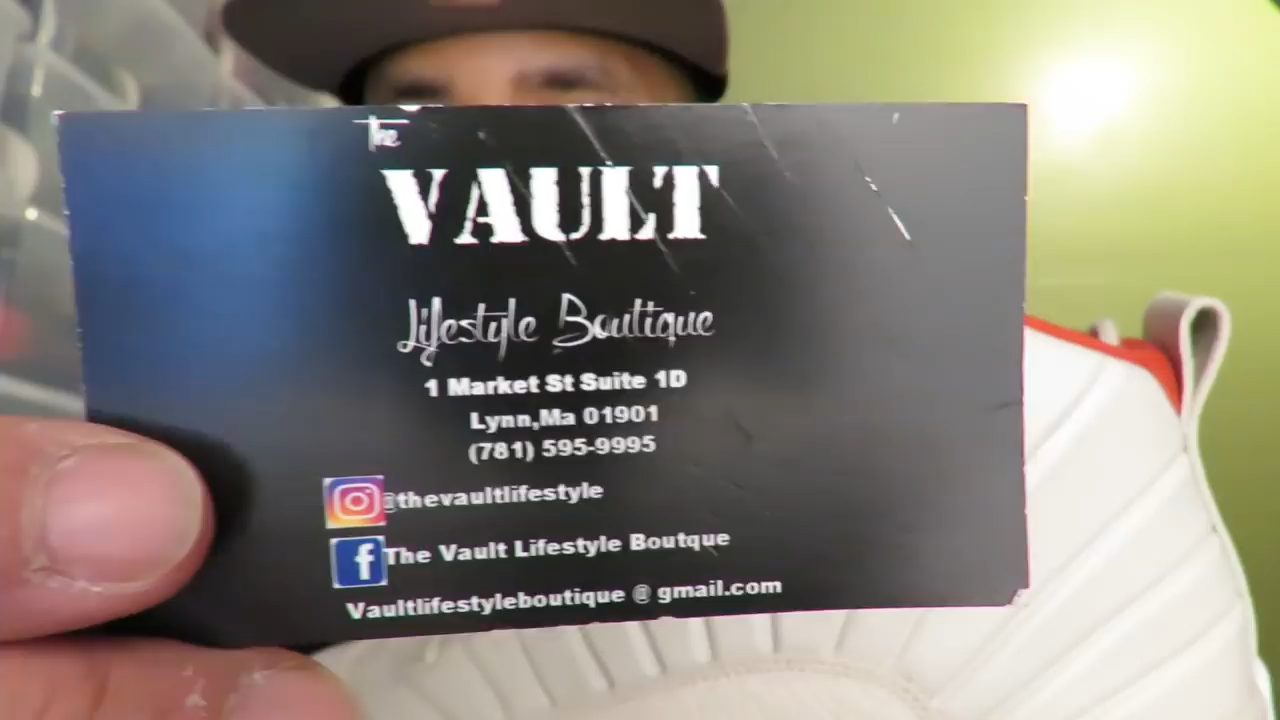 The
VAULT
Lifestyle Boutique
1 Market St Suite 1D
Lynn,Ma 01901
(781) 595-9995
@thevaultlifestyle
f The Vault Lifestyle Boutque
Vaultlifestyleboutique @ gmail.com